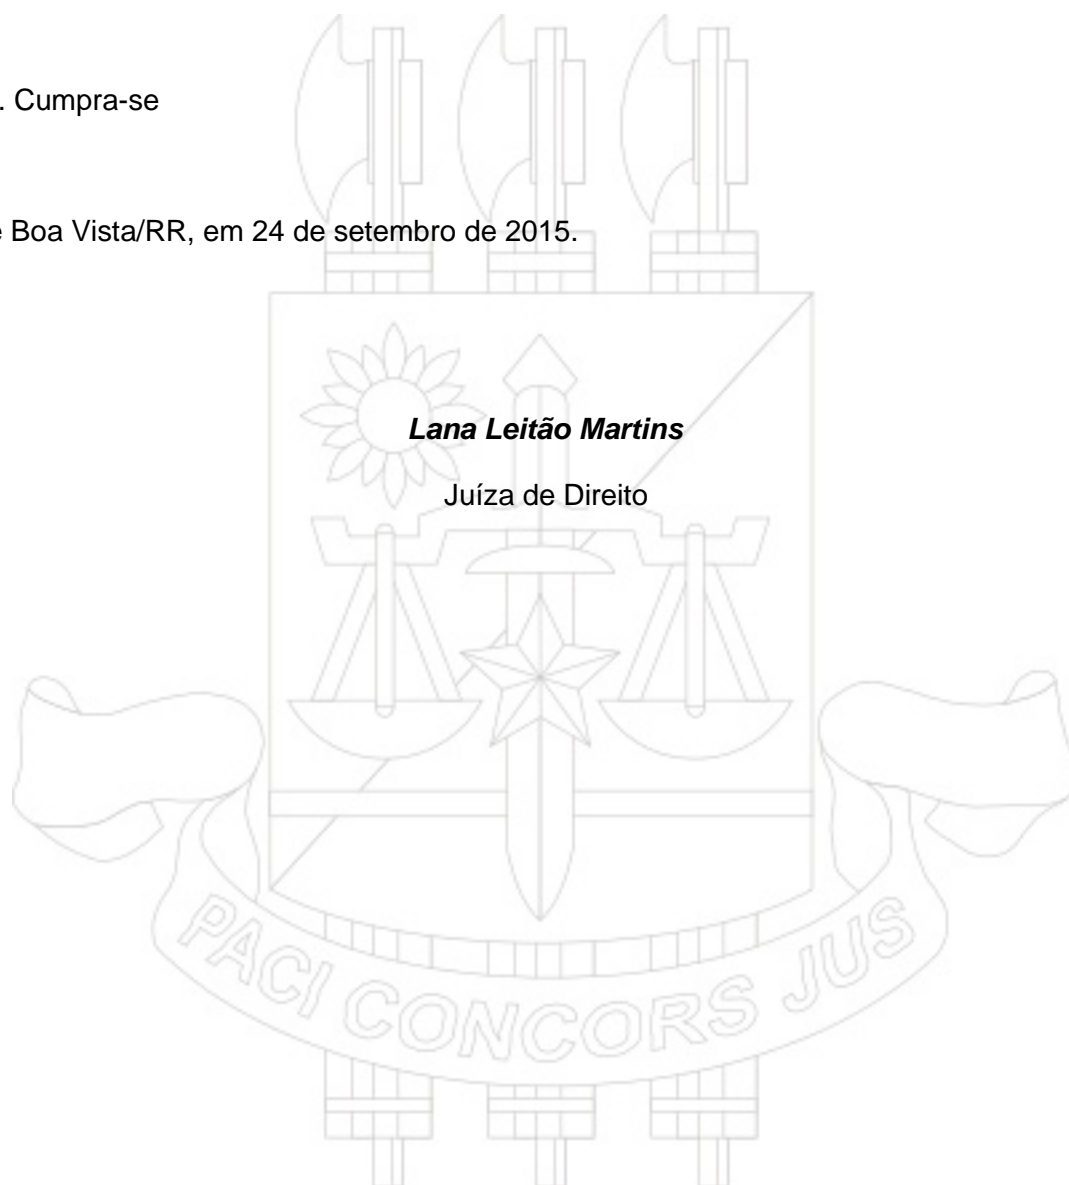 . Cumpra-se
e Boa Vista/RR, em 24 de setembro de 2015.
Lana Leitão Martins
Juíza de Direito
PACI CONCORS JUS